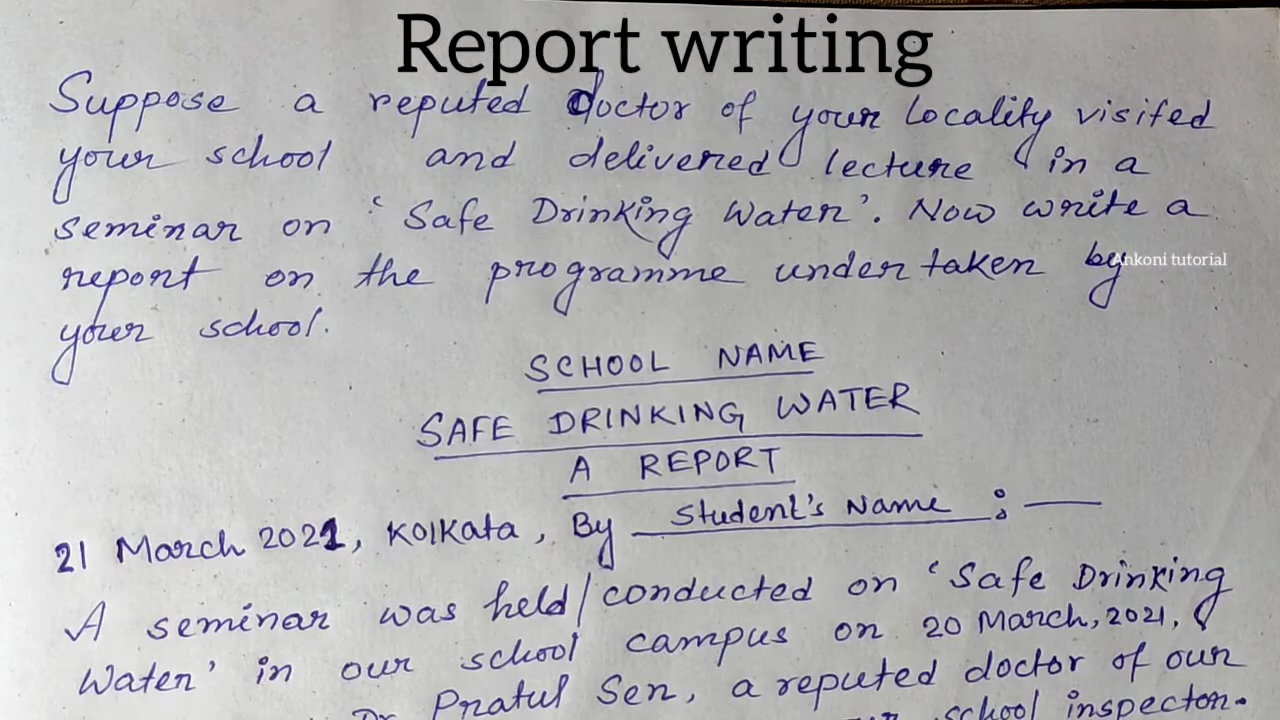 Report writing
Suppose a reputed doctor of your locality visited
your school and delivered lecture in a
seminar on 'Safe Drinking Water'. Now write a
report on the programme undertaken by
Ankoni tutorial
your school.
SCHOOL NAME
SAFE DRINKING WATER
A REPORT
21 March 2021, Kolkata, By Student's Name : —
A seminar was held/conducted on 'Safe Drinking
Water' in our school campus on 20 March, 2021,
Dr Pratul Sen, a reputed doctor of our
school inspector.